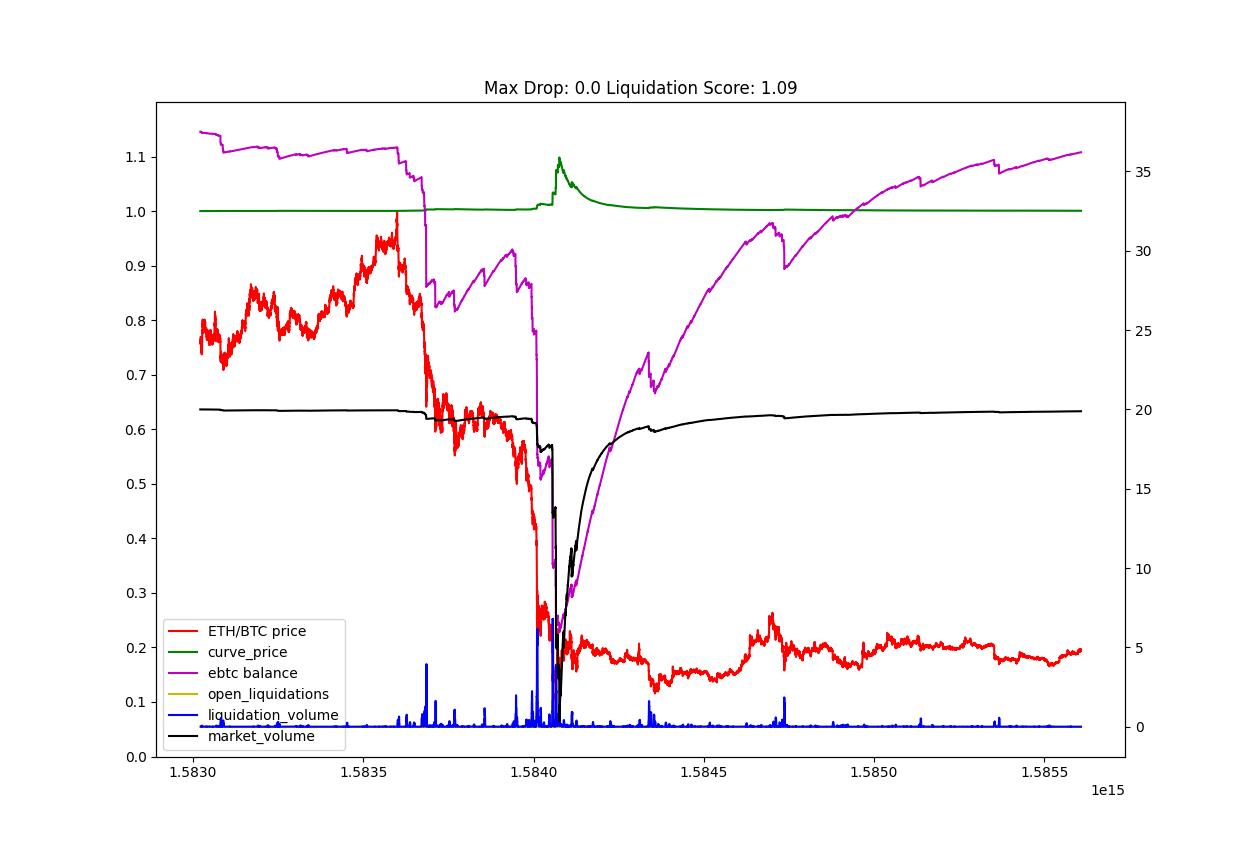 Max Drop: 0.0 Liquidation Score: 1.09
1.1
1.0
0.9
0.8
0.7
0.6
0.5
0.4
0.3
0.2
0.1
0.0
35
30
25
20
15
10
5
0
ETH/BTC price
curve_price
ebtc balance
open_liquidations
liquidation_volume
market_volume
1.5830 1.5835 1.5840 1.5845 1.5850 1.5855
1e15